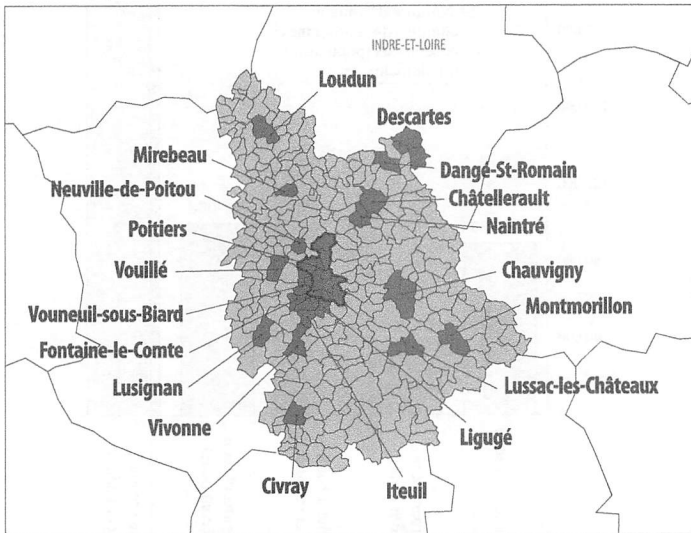 INDRE-ET-LOIRE
Loudun
Descartes
Mirebeau
Dangé-St-Romain
Neuville-de-Poitou
Châtellerault
Naintré
Poitiers
Vouillé
Chauvigny
Montmorillon
Vouneuil-sous-Biard
Fontaine-le-Comte
Lusignan
Lussac-les-Châteaux
Vivonne
Ligugé
Civray
Iteuil